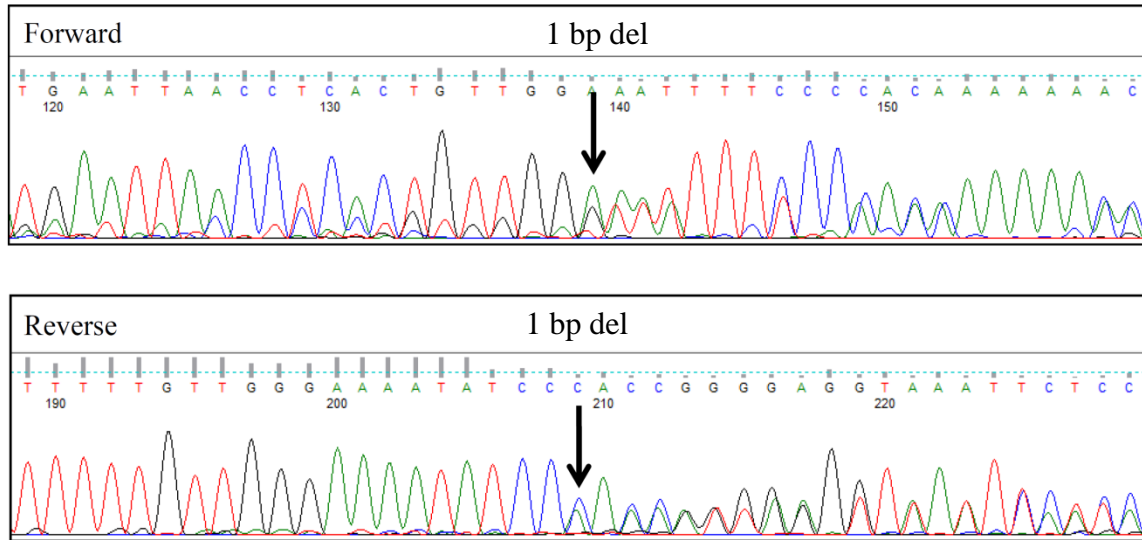 Forward
1 bp del
T G A A T T A A C C T C A C T G T T G G A A A T T T T C C C C A C A A A A A A A C
120 130 140 150
Reverse
1 bp del
T T T T T G T T G G G A A A A T A T C C C A C C G G G G A G G T A A A T T C T C C
190 200 210 220